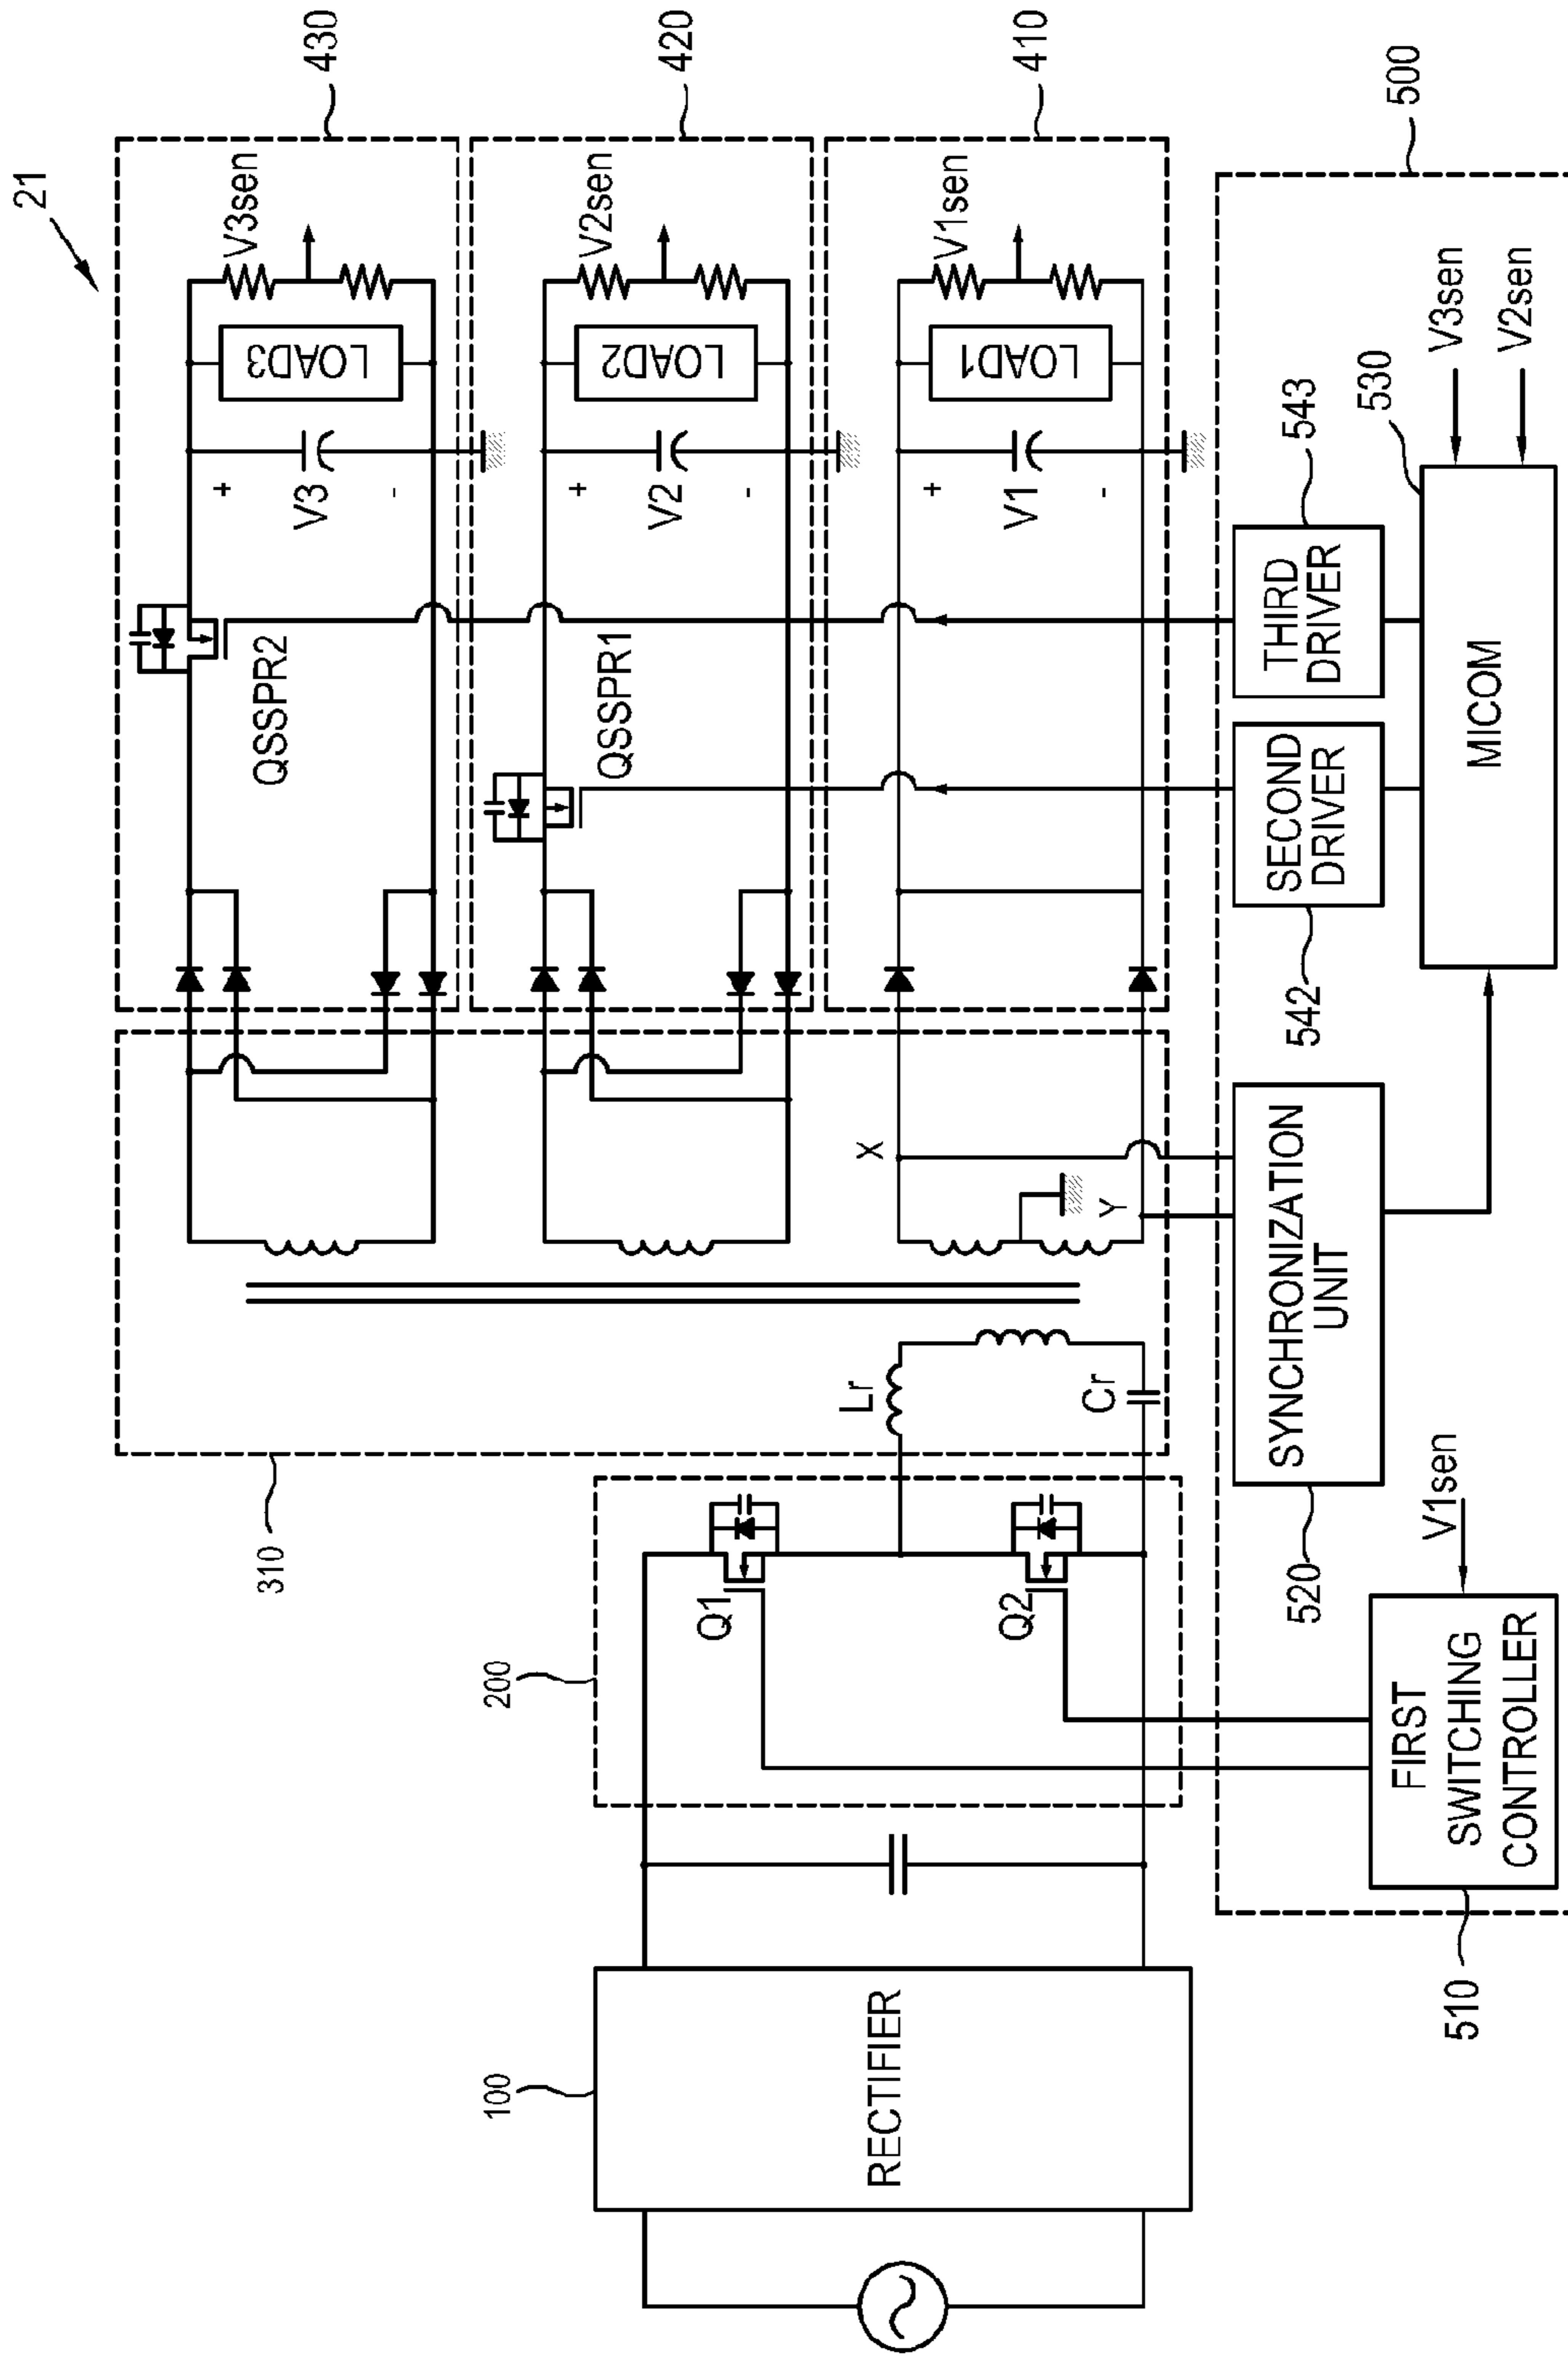 21
430
420
410
V3sen
V2sen
V1sen
LOAD3
LOAD2
LOAD1
+
V3
-
+
V2
-
+
V1
-
QSSPR2
QSSPR1
X
Y
310
Lr
Cr
200
Q1
Q2
100
RECTIFIER
500
V3sen
V2sen
530
543
THIRD
DRIVER
MICOM
SECOND
DRIVER
542
SYNCHRONIZATION
UNIT
520
V1sen
FIRST
SWITCHING
CONTROLLER
510